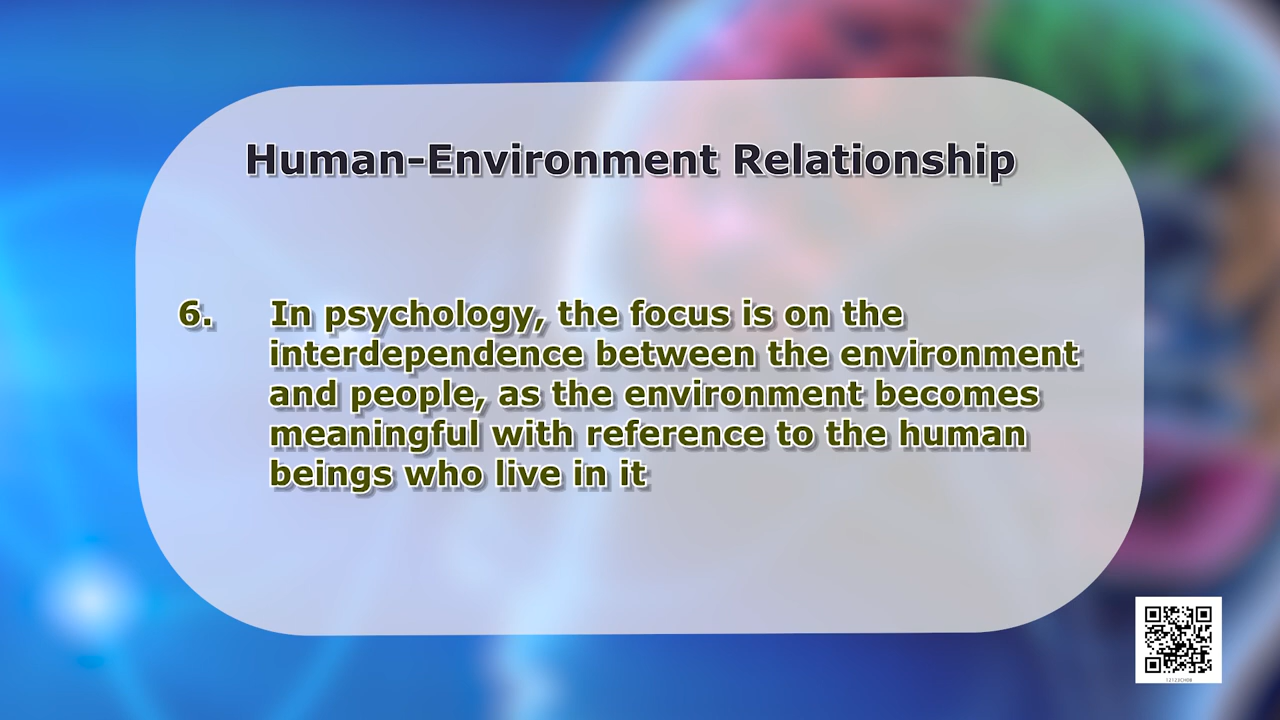 Human-Environment Relationship
6. In psychology, the focus is on the
interdependence between the environment
and people, as the environment becomes
meaningful with reference to the human
beings who live in it
12123CH08